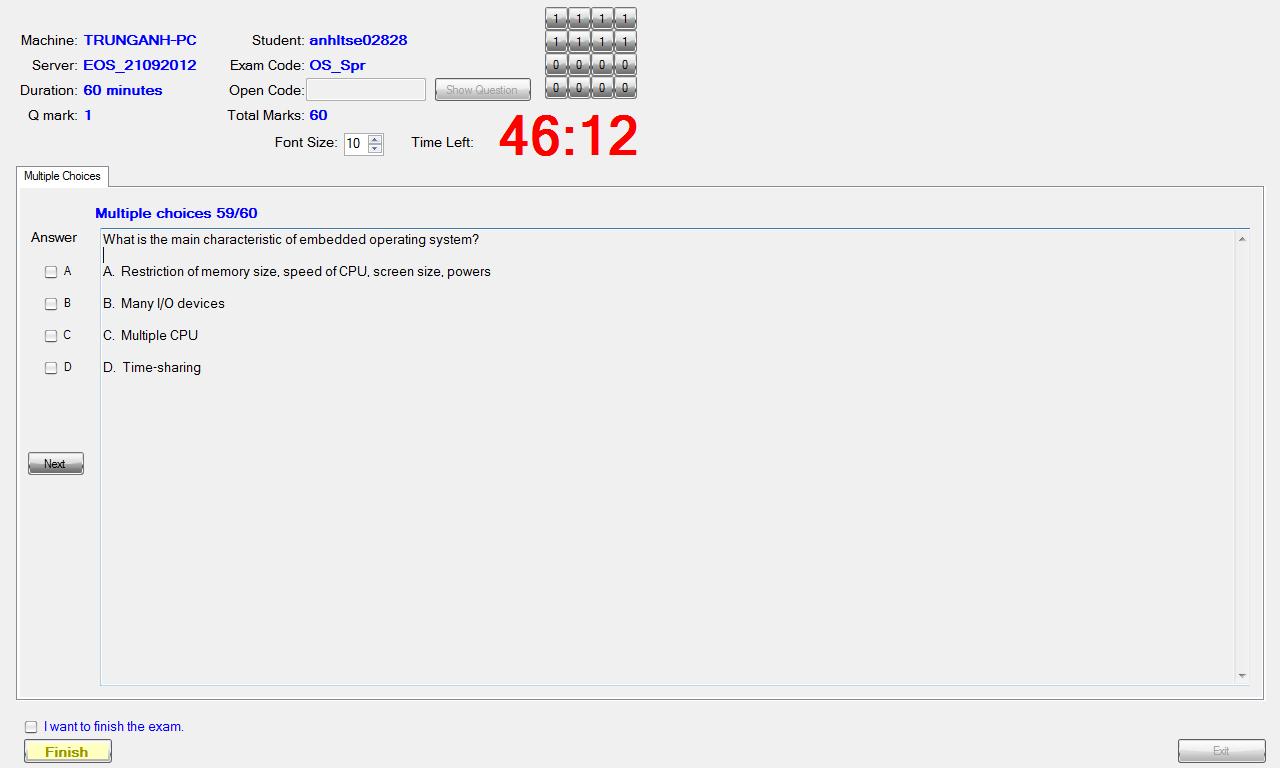 Machine: TRUNGANH-PC Student: anhltse02828
1 1 1 1
1 1 1 1
0 0 0 0
0 0 0 0
Server: EOS_21092012 Exam Code: OS_Spr
Duration: 60 minutes Open Code: Show Question
Q mark: 1 Total Marks: 60
Font Size: 10 Time Left: 46:12
Multiple Choices
Multiple choices 59/60
Answer
What is the main characteristic of embedded operating system?
A A. Restriction of memory size, speed of CPU, screen size, powers
B B. Many I/O devices
C C. Multiple CPU
D D. Time-sharing
Next
I want to finish the exam.
Finish Exit